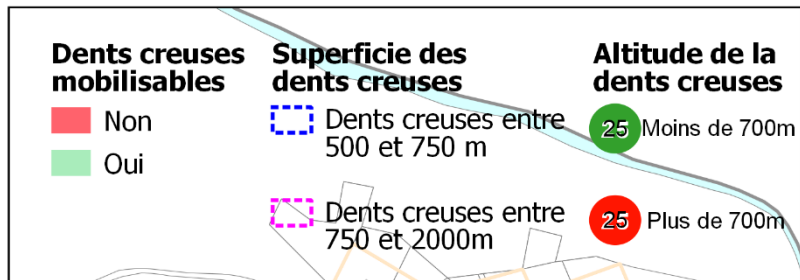 Dents creuses
mobilisables
Non
Oui
Superficie des
dents creuses
Dents creuses entre
500 et 750 m
Dents creuses entre
750 et 2000m
Altitude de la
dents creuses
25 Moins de 700m
25 Plus de 700m